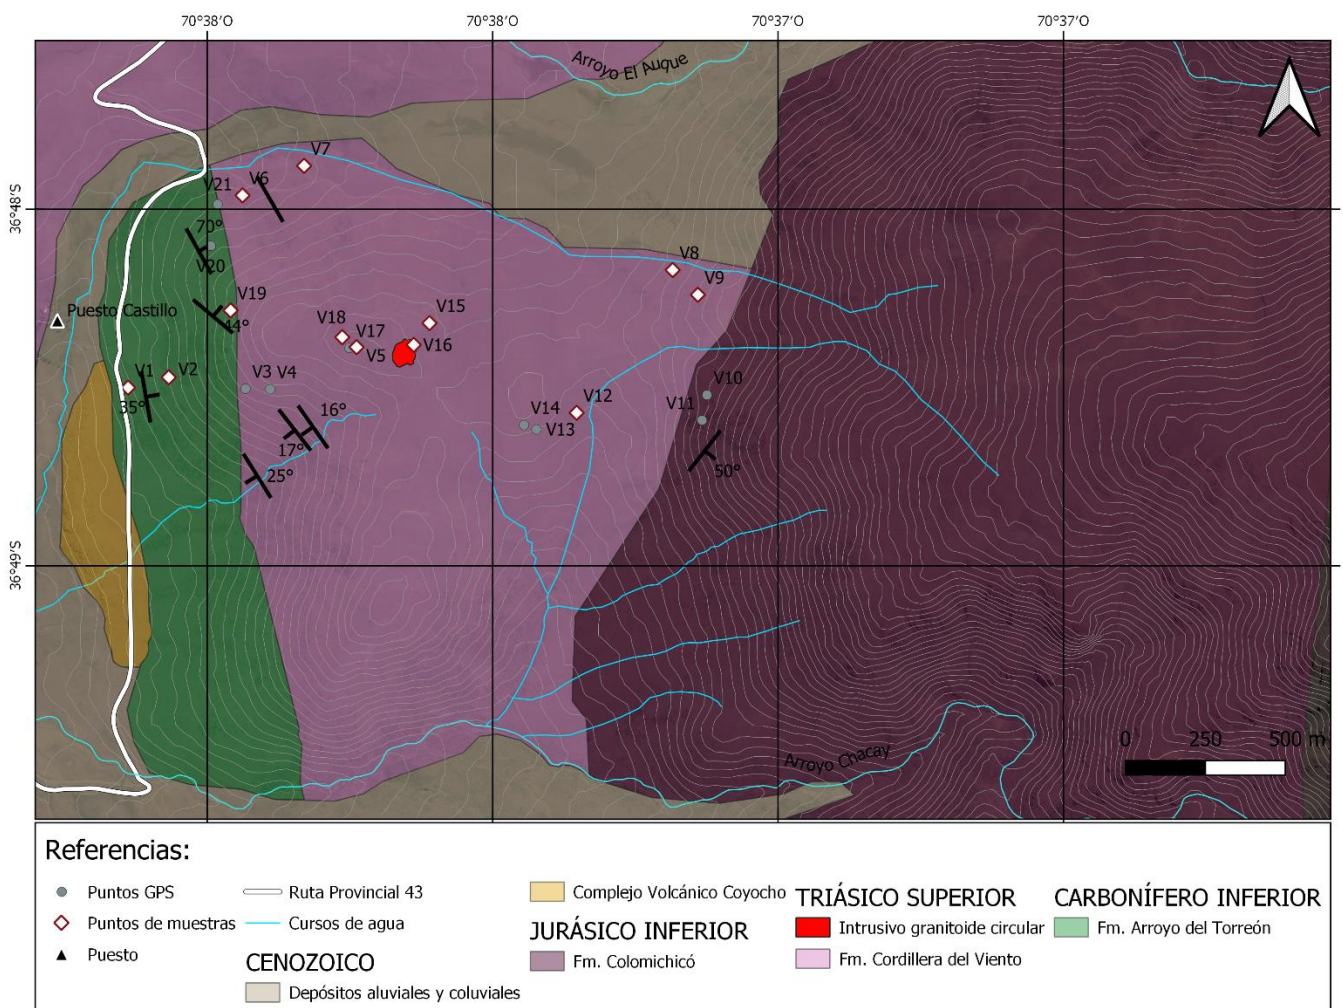 70°38'O 70°38'O 70°37'O 70°37'O
Arroyo El Auque
V7
V21 V6
36°48'S
70°
V20
V8
V9
Puesto Castillo
V19
44°
V15
V18
V17
V16
V5
V1 V2
V3 V4
V10
35°
V12
16°
V14
V11
V13
17°
25°
50°
36°49'S
Arroyo Chacay
0 250 500 m
Referencias:
Puntos GPS
Puntos de muestras
Puesto
Ruta Provincial 43
Cursos de agua
CENOZOICO
Depósitos aluviales y coluviales
Complejo Volcánico Coyocho
JURÁSICO INFERIOR
Fm. Colomichicó
TRIÁSICO SUPERIOR
Intrusivo granitoide circular
Fm. Cordillera del Viento
CARBONÍFERO INFERIOR
Fm. Arroyo del Torreón